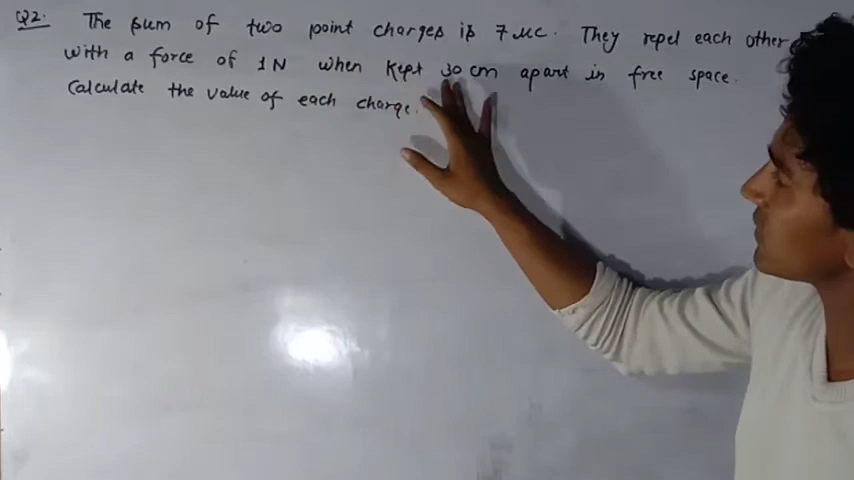 Q2. The sum of two point charges is 7 μC. They repel each other
with a force of 1N when kept 30 cm apart in free space.
Calculate the value of each charge.